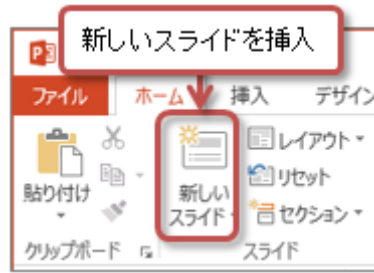 新しいスライドを挿入
ファイル ホーム 挿入 デザイン
貼り付け
新しい
スライド
レイアウト
リセット
セクション
クリップボード スライド